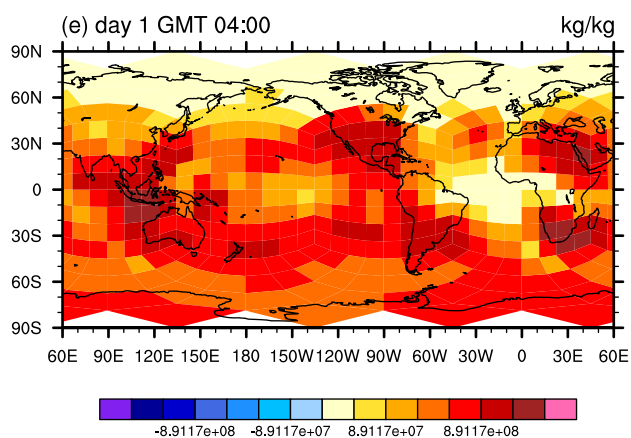 (e) day 1 GMT 04:00 kg/kg
90N
60N
30N
0
30S
60S
90S
60E 90E 120E 150E 180 150W 120W 90W 60W 30W 0 30E 60E
-8.9117e+08 -8.9117e+07 8.9117e+07 8.9117e+08